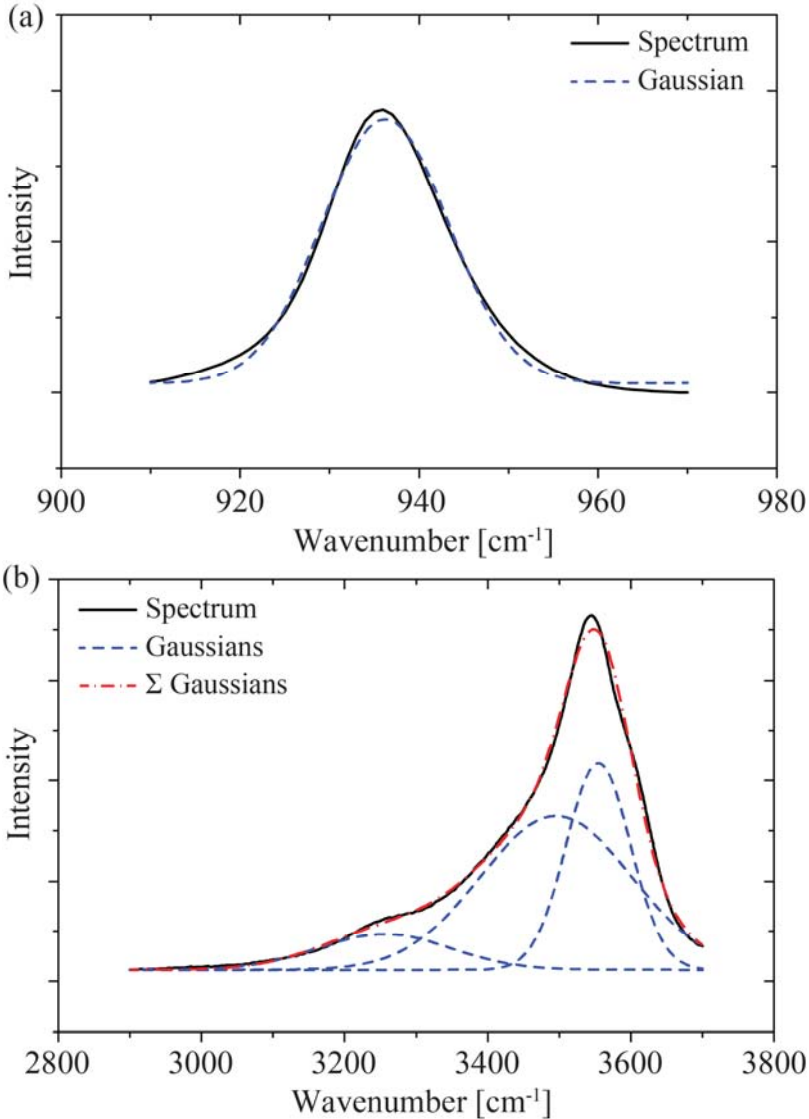 (a)
Spectrum
Gaussian
Intensity
900 920 940 960 980
Wavenumber [cm⁻¹]
(b)
Spectrum
Gaussians
Σ Gaussians
Intensity
2800 3000 3200 3400 3600 3800
Wavenumber [cm⁻¹]